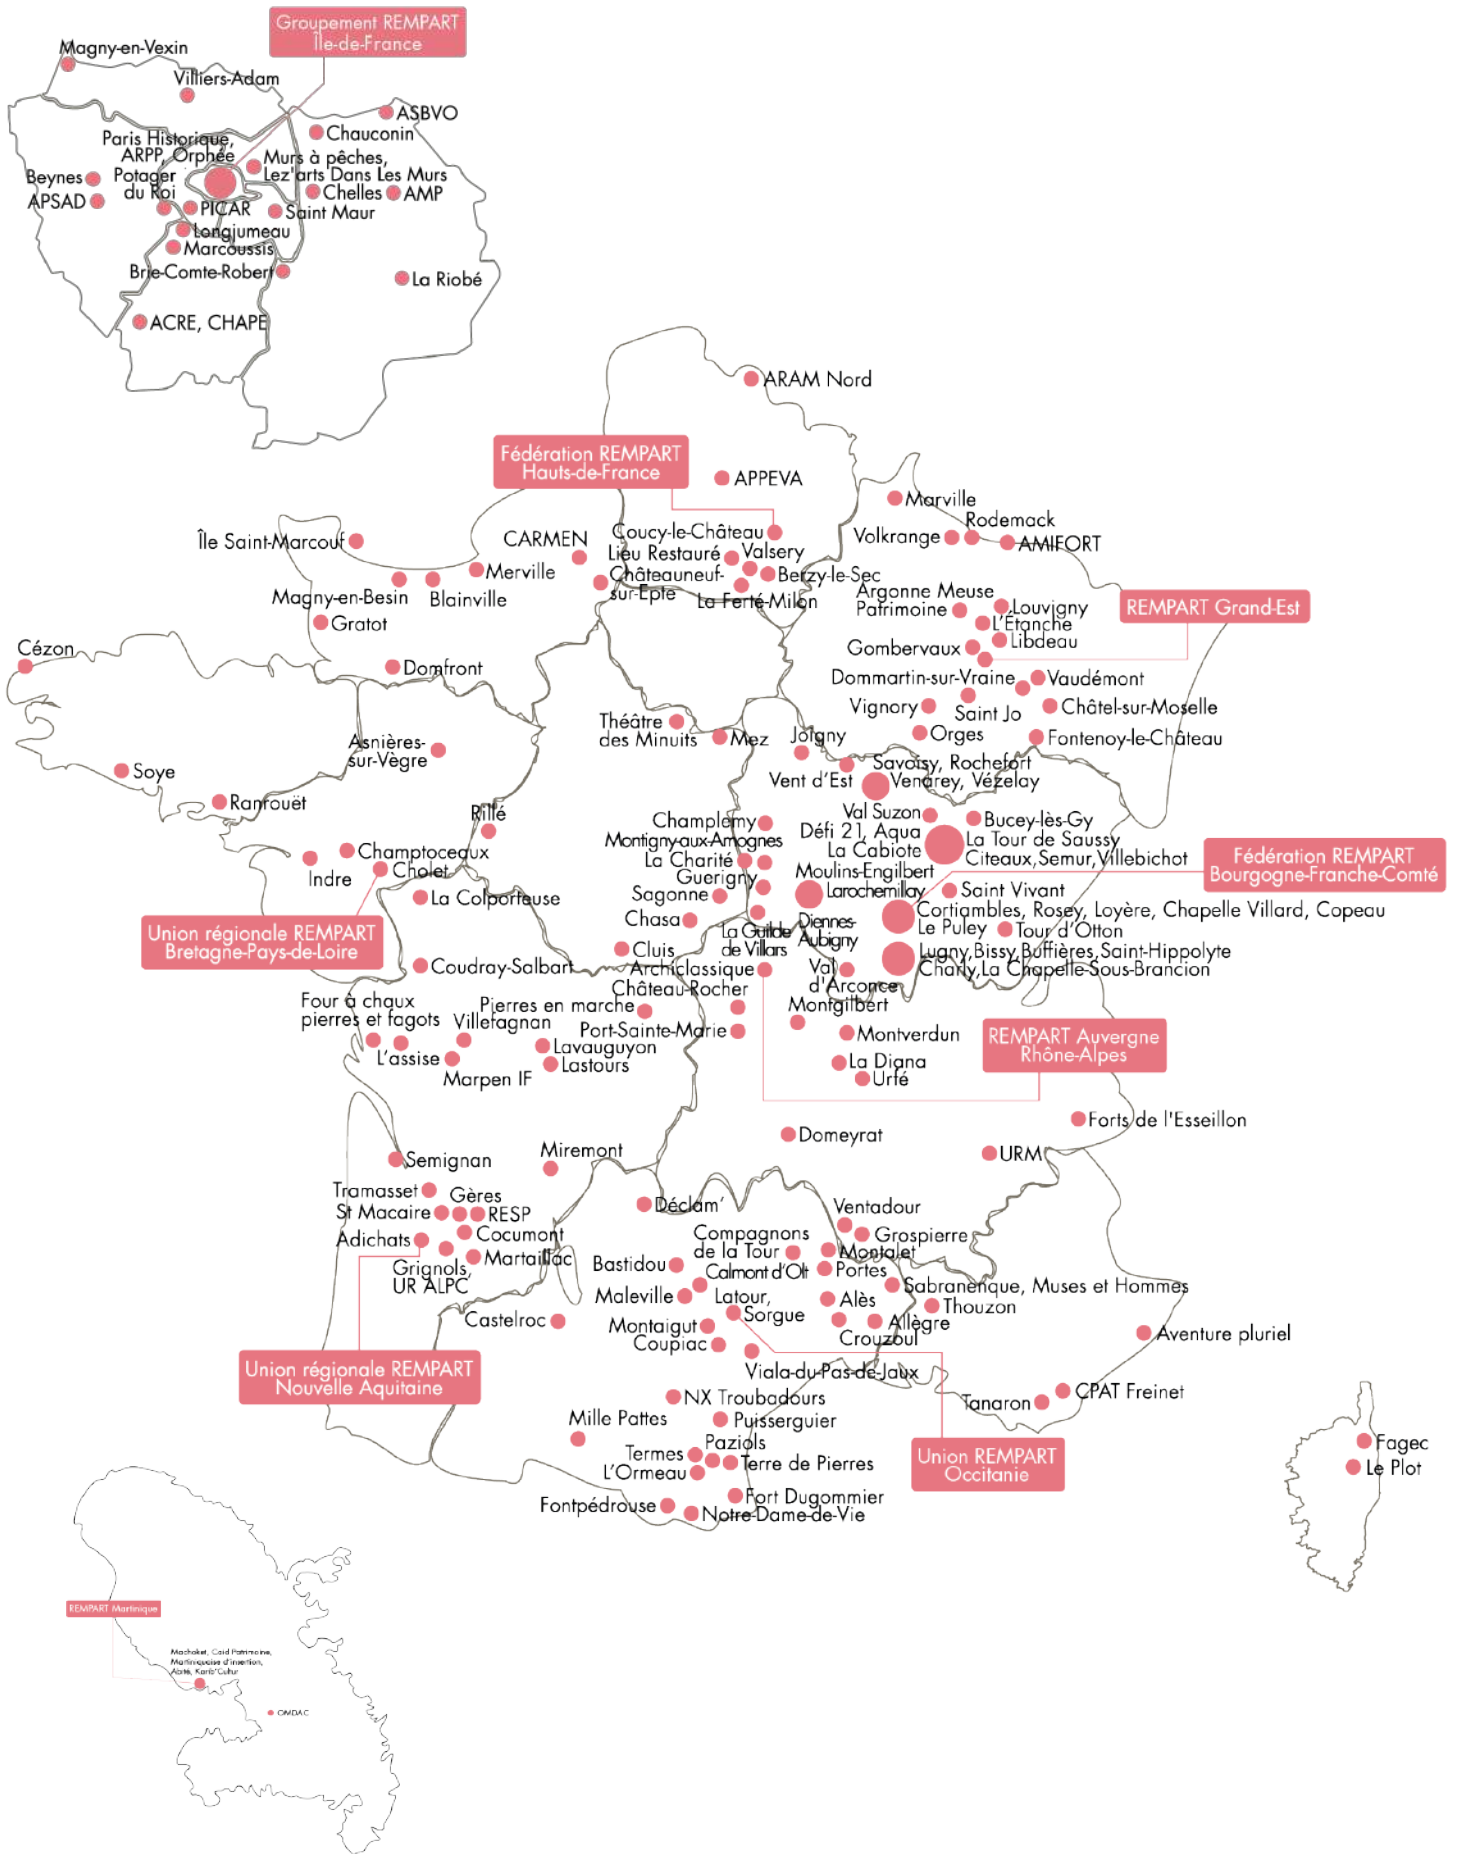 Groupement REMPART
Île-de-France
Magny-en-Vexin
Villiers-Adam
ASBVO
Chauconin
Paris Historique,
ARPP, Orphée
Murs à pêches,
Lez'arts Dans Les Murs
Beynes
Potager
du Roi
Chelles
AMP
APSAD
PICAR
Saint Maur
Longjumeau
Marcoussis
Brie-Comte-Robert
La Riobé
ACRE, CHAPE
ARAM Nord
Fédération REMPART
Hauts-de-France
APPEVA
Marville
Rodemack
Volkrange
AMIFORT
Île Saint-Marcouf
CARMEN
Coucy-le-Château
Lieu Restauré
Valsery
Merville
Châteauneuf-
sur-Epte
Berzy-le-Sec
La Ferté-Milon
Magny-en-Besin
Blainville
Gratot
Argonne Meuse
Patrimoine
Louvigny
L'Étanche
Libdeau
Gombervaux
REMPART Grand-Est
Cézon
Domfront
Dommartin-sur-Vraine
Vaudémont
Vignory
Saint Jo
Châtel-sur-Moselle
Théâtre
des Minuits
Mez
Joigny
Orges
Fontenoy-le-Château
Asnières-
sur-Vègre
Soye
Ranrouët
Vent d'Est
Savoisy, Rochefort
Venarey, Vézelay
Rillé
Champlemy
Val Suzon
Bucey-lès-Gy
Montigny-aux-Amognes
Défi 21, Aqua
La Cabiote
La Tour de Saussy
Citeaux,Semur,Villebichot
La Charité
Guerigny
Moulins-Engilbert
Larochemillay
Fédération REMPART
Bourgogne-Franche-Comté
Champtoceaux
Indre
Cholet
Sagonne
Saint Vivant
La Colporteuse
Chasa
La Guilde
de Villars
Diennes-
Aubigny
Cortiambles, Rosey, Loyère, Chapelle Villard, Copeau
Le Puley
Tour d'Otton
Union régionale REMPART
Bretagne-Pays-de-Loire
Cluis
Lugny,Bissy,Buffières,Saint-Hippolyte
Charly,La Chapelle-Sous-Brancion
Coudray-Salbart
Archiclassique
Val
d'Arconce
Château-Rocher
Four à chaux
pierres et fagots
Villefagnan
Pierres en marche
Montgilbert
Port-Sainte-Marie
Montverdun
REMPART Auvergne
Rhône-Alpes
L'assise
Marpen IF
Lavauguyon
Lastours
La Diana
Urfé
Forts de l'Esseillon
Domeyrat
URM
Semignan
Miremont
Tramasset
Gères
St Macaire
RESP
Déclam'
Ventadour
Adichats
Cocumont
Compagnons
de la Tour
Grospierre
Montalet
Martaillac
Grignols,
UR ALPC
Bastidou
Calmont d'Olt
Portes
Maleville
Latour,
Sorgue
Sabranenque, Muses et Hommes
Alès
Thouzon
Castelroc
Montaigut
Coupiac
Allègre
Crouzoul
Aventure pluriel
Union régionale REMPART
Nouvelle Aquitaine
Viala-du-Pas-de-Jaux
NX Troubadours
CPAT Freinet
Tanaron
Mille Pattes
Puisserguier
Paziols
Termes
L'Ormeau
Terre de Pierres
Union REMPART
Occitanie
Fagec
Le Plot
Fontpédrouse
Fort Dugommier
Notre-Dame-de-Vie
REMPART Martinique
Machoket, Caid Patrimoine,
Martiniquaise d'insertion,
Abité, Karib'Cultur
OMDAC